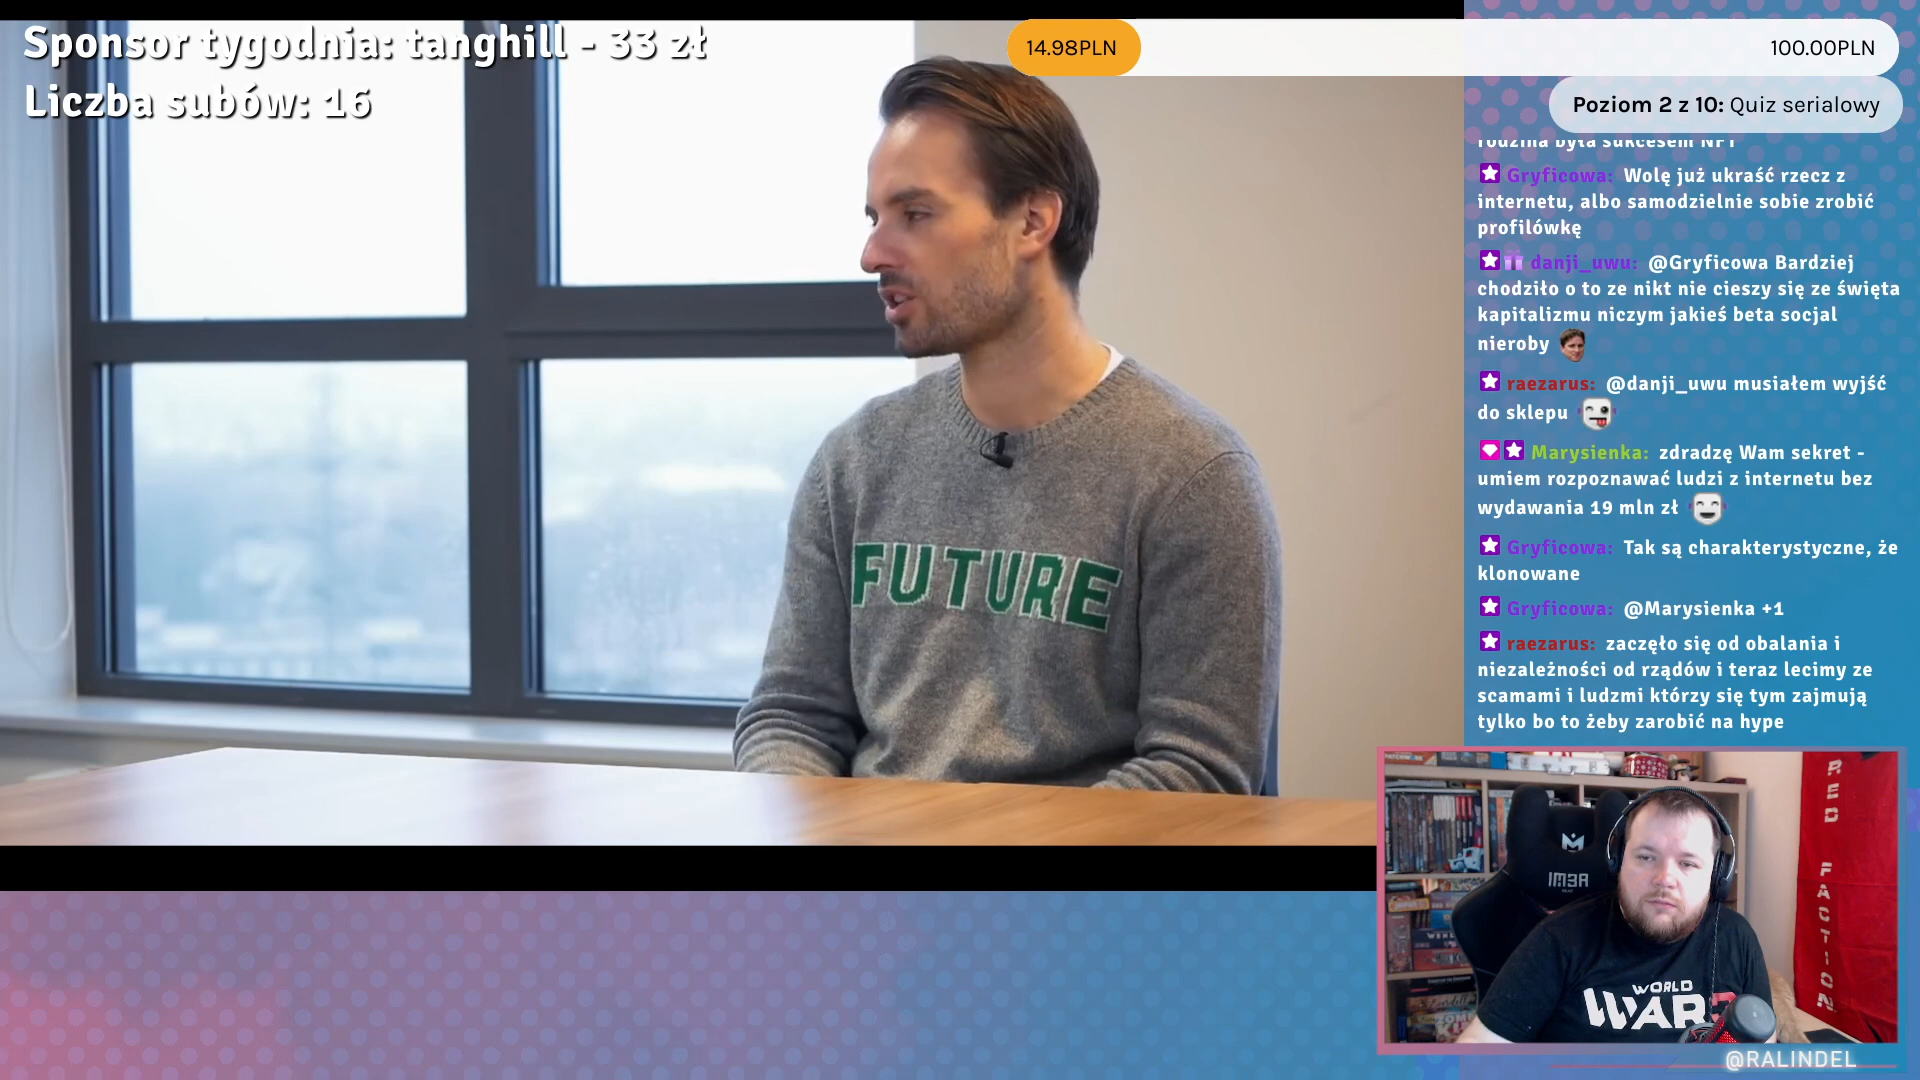 Sponsor tygodnia: tanghill - 33 zł
Liczba subów: 16
14.98PLN
100.00PLN
Poziom 2 z 10: Quiz serialowy
rodzina była sukcesem NFT
Gryficowa: Wolę już ukraść rzecz z
internetu, albo samodzielnie sobie zrobić
profilówkę
danji_uwu: @Gryficowa Bardziej
chodziło o to ze nikt nie cieszy się ze święta
kapitalizmu niczym jakieś beta socjal
nieroby
raezarus: @danji_uwu musiałem wyjść
do sklepu
Marysienka: zdradzę Wam sekret -
umiem rozpoznawać ludzi z internetu bez
wydawania 19 mln zł
Gryficowa: Tak są charakterystyczne, że
klonowane
Gryficowa: @Marysienka +1
raezarus: zaczęło się od obalania i
niezależności od rządów i teraz lecimy ze
scamami i ludzmi którzy się tym zajmują
tylko bo to żeby zarobić na hype
FUTURE
IM3A
RED FACTION
WORLD
WAR
@RALINDEL